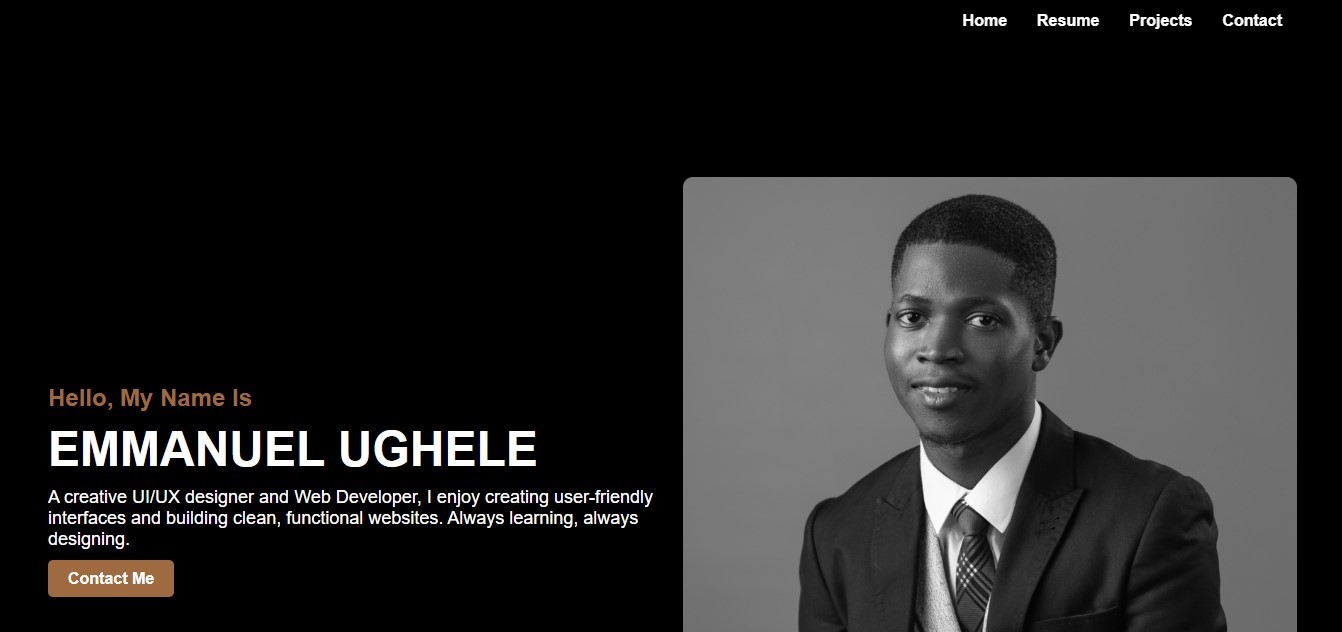 Home Resume Projects Contact
Hello, My Name Is
EMMANUEL UGHELE
A creative UI/UX designer and Web Developer, I enjoy creating user-friendly
interfaces and building clean, functional websites. Always learning, always
designing.
Contact Me